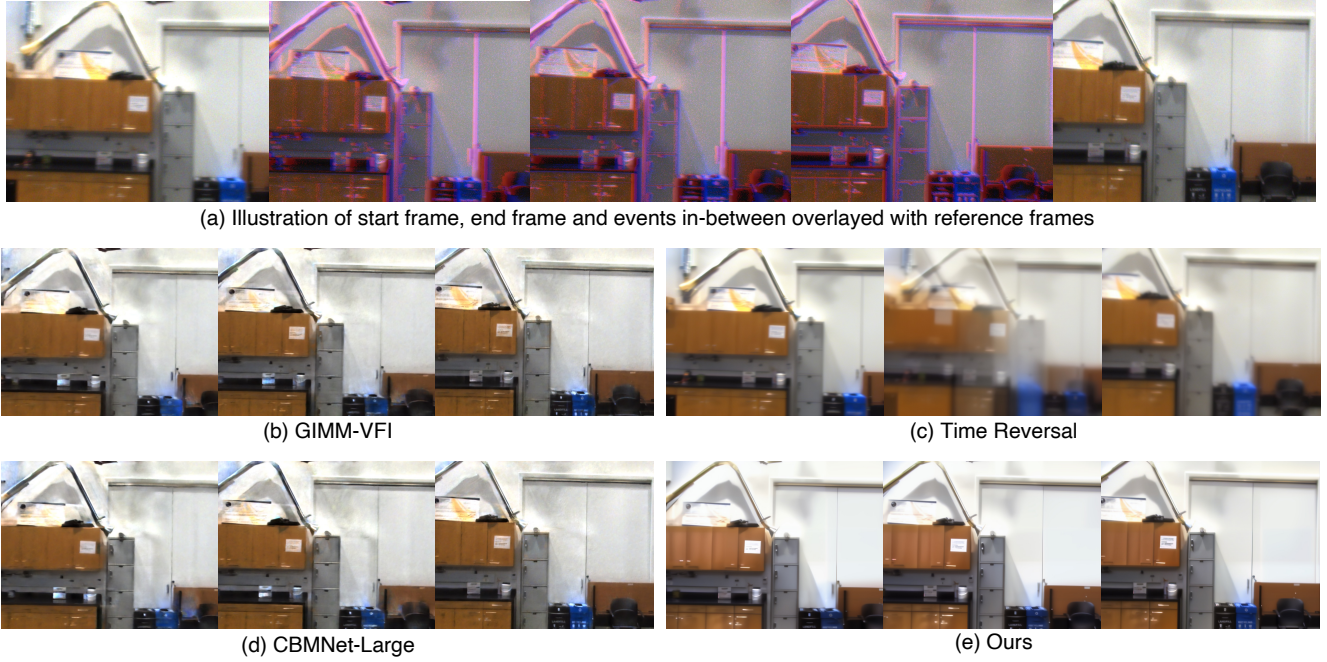 (a) Illustration of start frame, end frame and events in-between overlayed with reference frames
(b) GIMM-VFI
(c) Time Reversal
(d) CBMNet-Large
(e) Ours